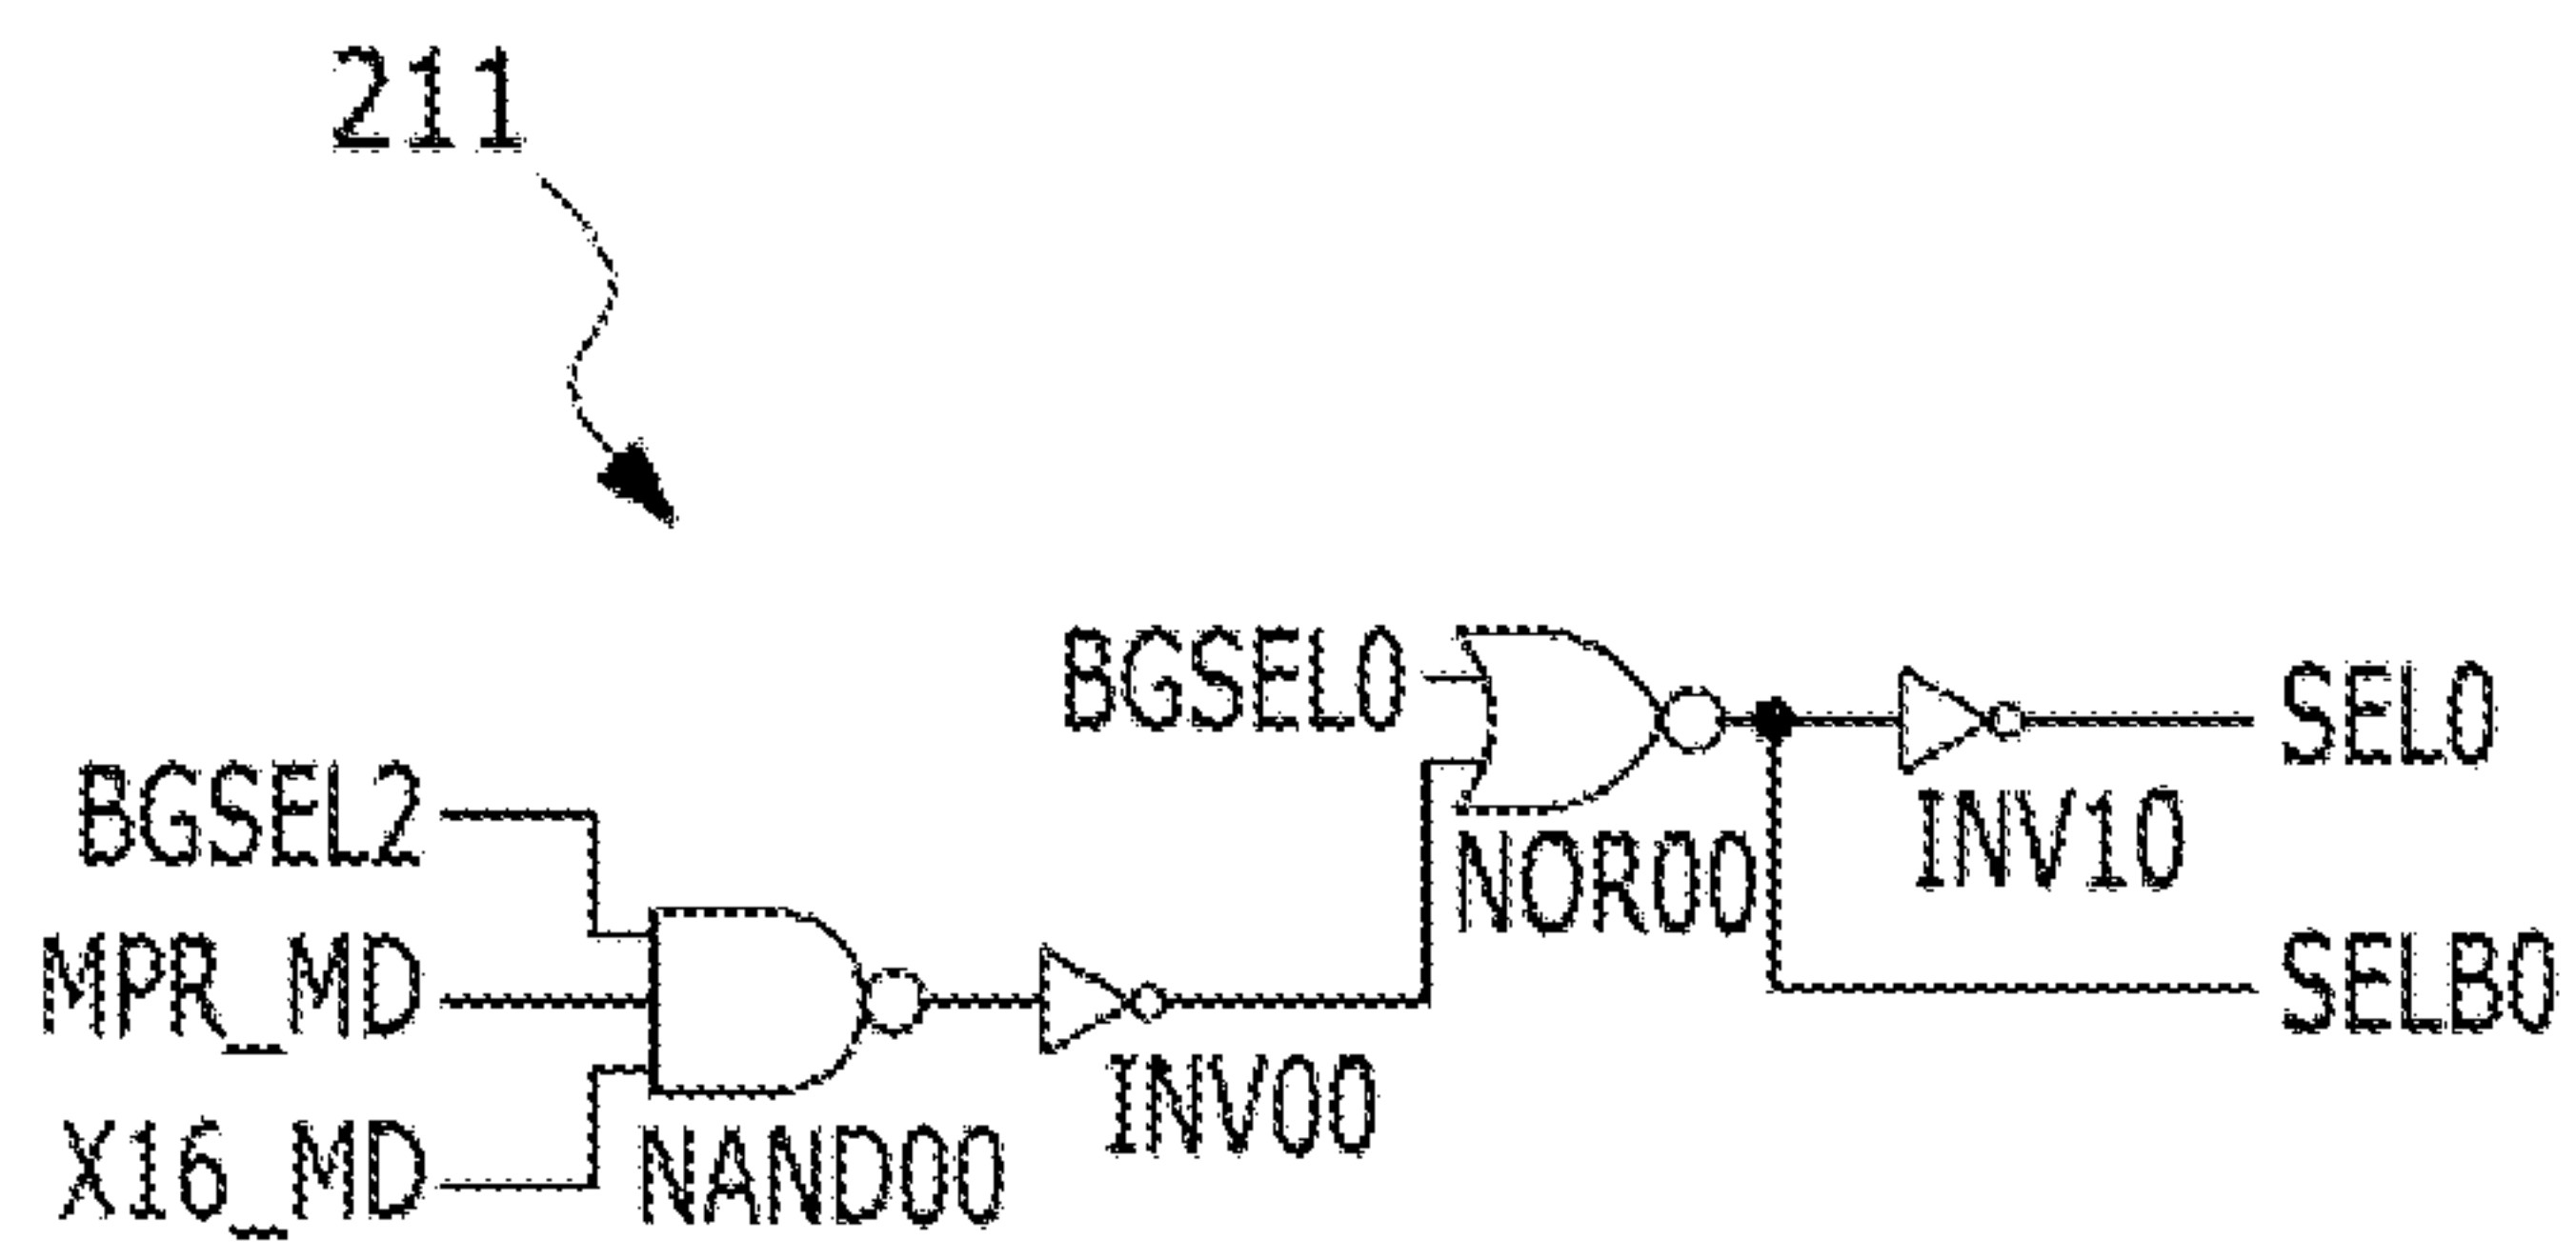 211
BGSEL0
SEL0
BGSEL2
INV10
NOR00
MPR_MD
SELB0
INV00
X16_MD
NAND00